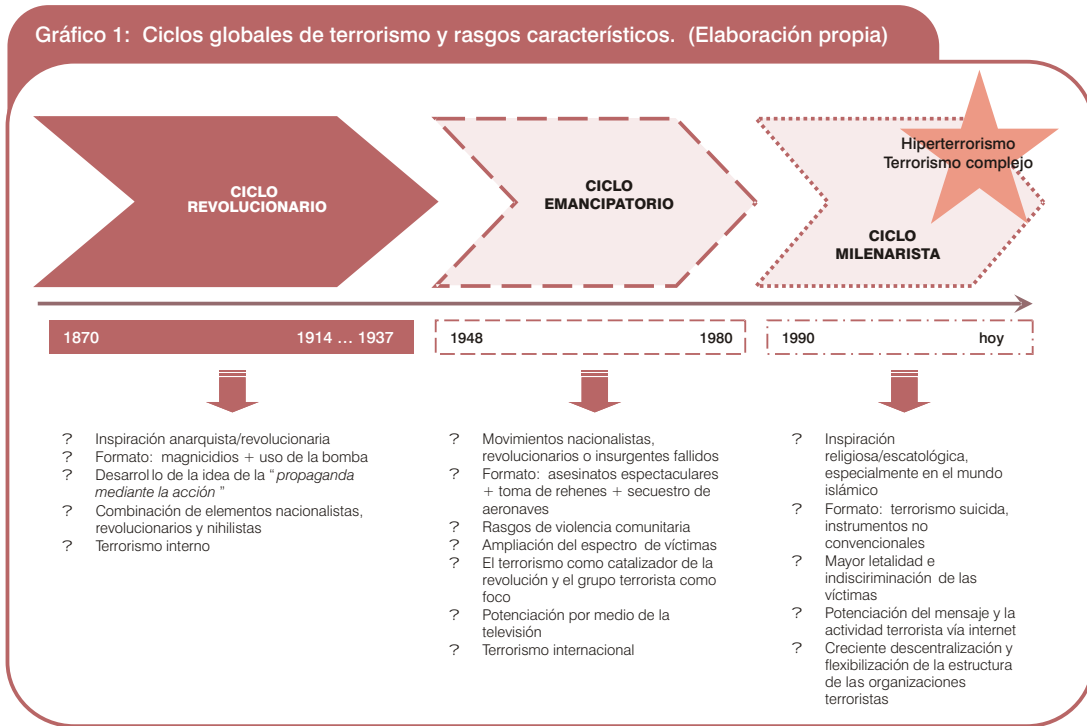 Gráfico 1: Ciclos globales de terrorismo y rasgos característicos. (Elaboración propia)
CICLO
REVOLUCIONARIO
CICLO
EMANCIPATORIO
Hiperterrorismo
Terrorismo complejo
CICLO
MILENARISTA
1870 1914 ... 1937
1948 1980
1990 hoy
? Inspiración anarquista/revolucionaria
? Formato: magnicidios + uso de la bomba
? Desarrollo de la idea de la "propaganda
mediante la acción "
? Combinación de elementos nacionalistas,
revolucionarios y nihilistas
? Terrorismo interno
? Movimientos nacionalistas,
revolucionarios o insurgentes fallidos
? Formato: asesinatos espectaculares
+ toma de rehenes + secuestro de
aeronaves
? Rasgos de violencia comunitaria
? Ampliación del espectro de víctimas
? El terrorismo como catalizador de la
revolución y el grupo terrorista como
foco
? Potenciación por medio de la
televisión
? Terrorismo internacional
? Inspiración
religiosa/escatológica,
especialmente en el mundo
islámico
? Formato: terrorismo suicida,
instrumentos no
convencionales
? Mayor letalidad e
indisciriminación de las
víctimas
? Potenciación del mensaje y la
actividad terrorista vía internet
? Creciente descentralización y
flexibilización de la estructura
de las organizaciones
terroristas